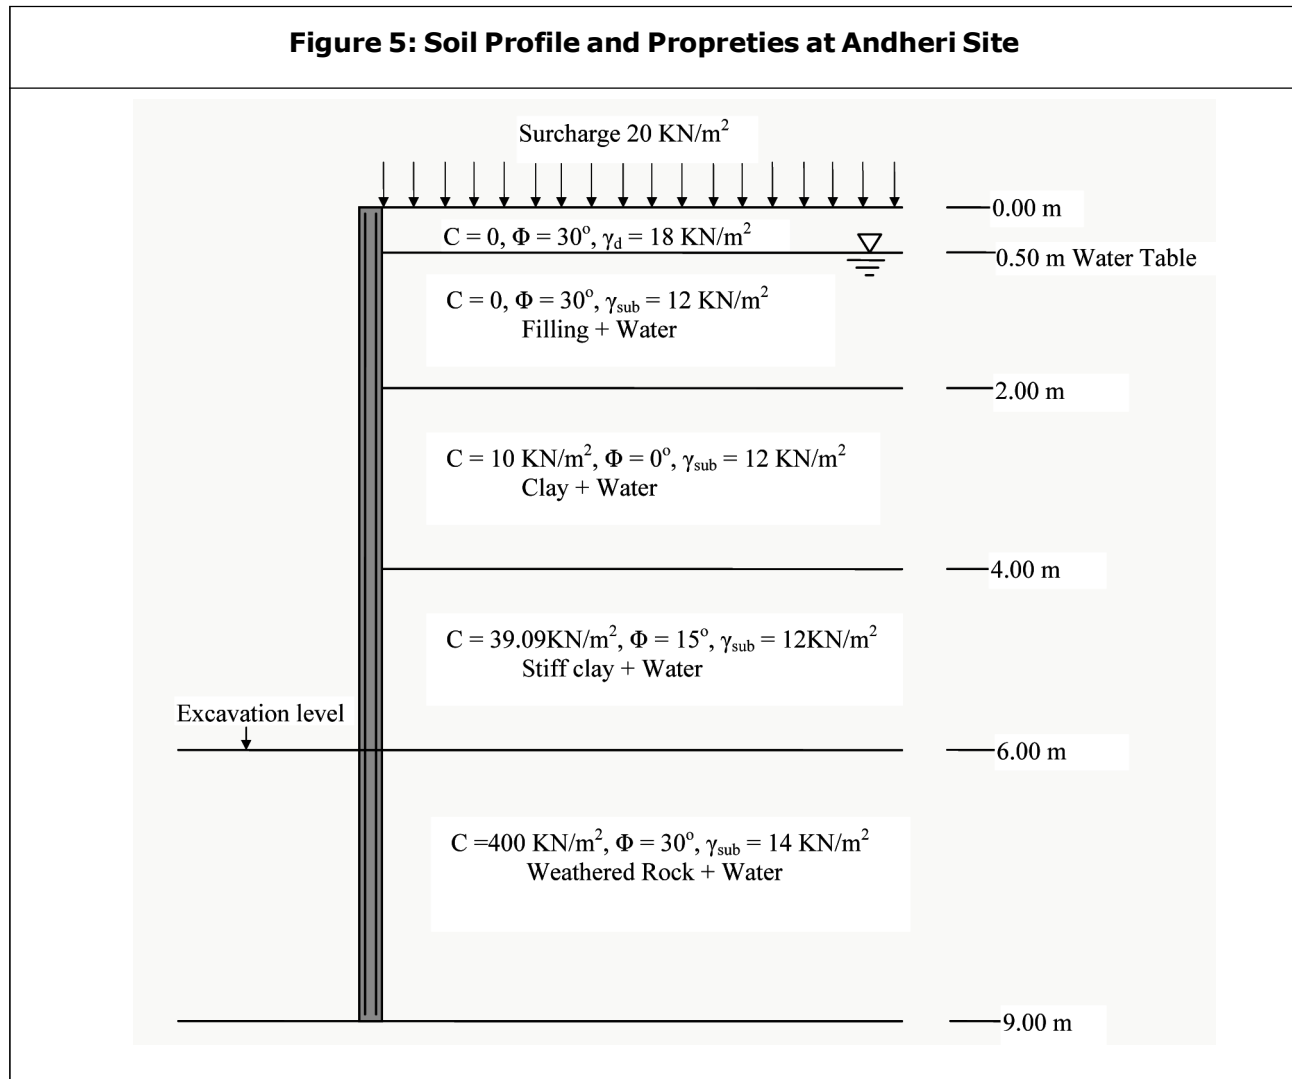 Figure 5: Soil Profile and Propreties at Andheri Site
Surcharge 20 KN/m²
0.00 m
C = 0, Φ = 30°, γd = 18 KN/m²
0.50 m Water Table
C = 0, Φ = 30°, γsub = 12 KN/m²
Filling + Water
2.00 m
C = 10 KN/m², Φ = 0°, γsub = 12 KN/m²
Clay + Water
4.00 m
C = 39.09KN/m², Φ = 15°, γsub = 12KN/m²
Stiff clay + Water
Excavation level
6.00 m
C =400 KN/m², Φ = 30°, γsub = 14 KN/m²
Weathered Rock + Water
9.00 m